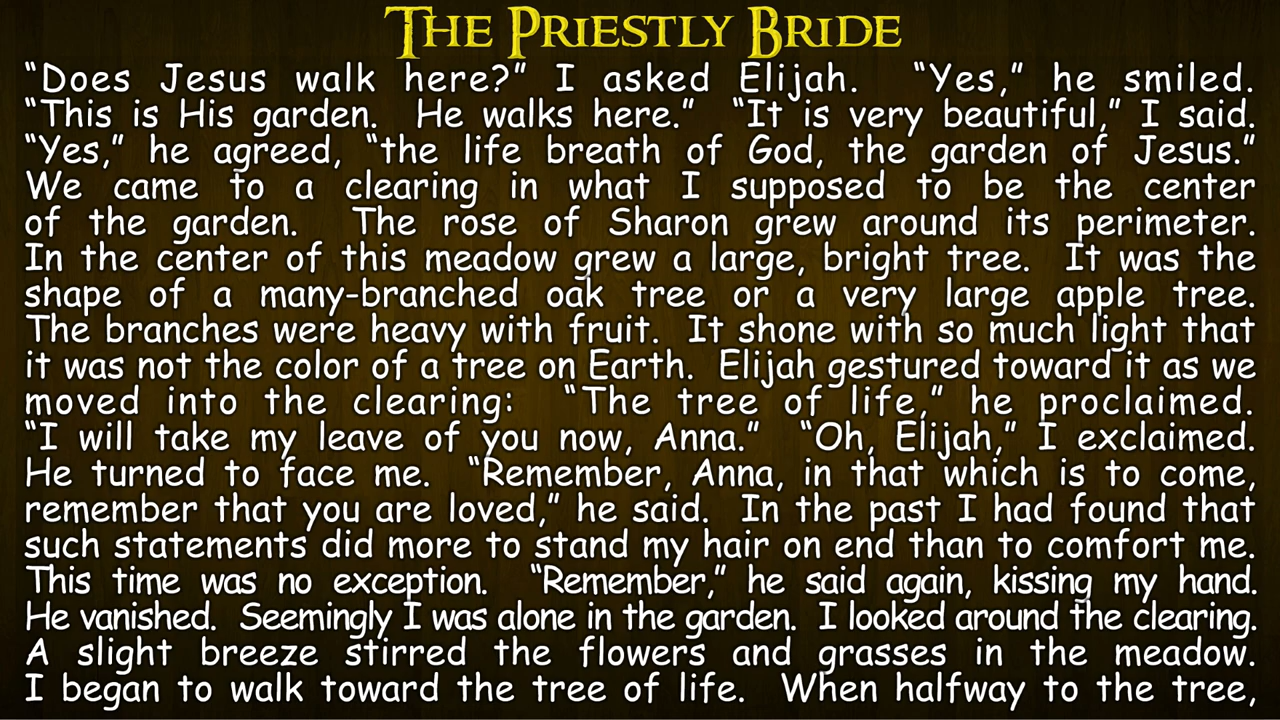 The Priestly Bride
“Does Jesus walk here?” I asked Elijah. “Yes,” he smiled.
“This is His garden. He walks here.” “It is very beautiful,” I said.
“Yes,” he agreed, “the life breath of God, the garden of Jesus.”
We came to a clearing in what I supposed to be the center
of the garden. The rose of Sharon grew around its perimeter.
In the center of this meadow grew a large, bright tree. It was the
shape of a many-branched oak tree or a very large apple tree.
The branches were heavy with fruit. It shone with so much light that
it was not the color of a tree on Earth. Elijah gestured toward it as we
moved into the clearing: “The tree of life,” he proclaimed.
“I will take my leave of you now, Anna.” “Oh, Elijah,” I exclaimed.
He turned to face me. “Remember, Anna, in that which is to come,
remember that you are loved,” he said. In the past I had found that
such statements did more to stand my hair on end than to comfort me.
This time was no exception. “Remember,” he said again, kissing my hand.
He vanished. Seemingly I was alone in the garden. I looked around the clearing.
A slight breeze stirred the flowers and grasses in the meadow.
I began to walk toward the tree of life. When halfway to the tree,